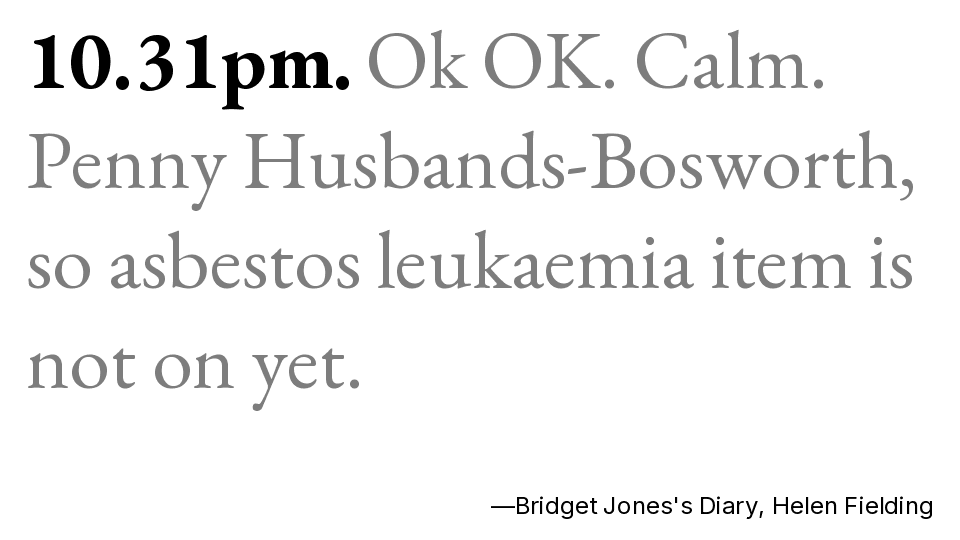 10.31pm. Ok OK. Calm.
Penny Husbands-Bosworth,
so asbestos leukaemia item is
not on yet.
—Bridget Jones's Diary, Helen Fielding